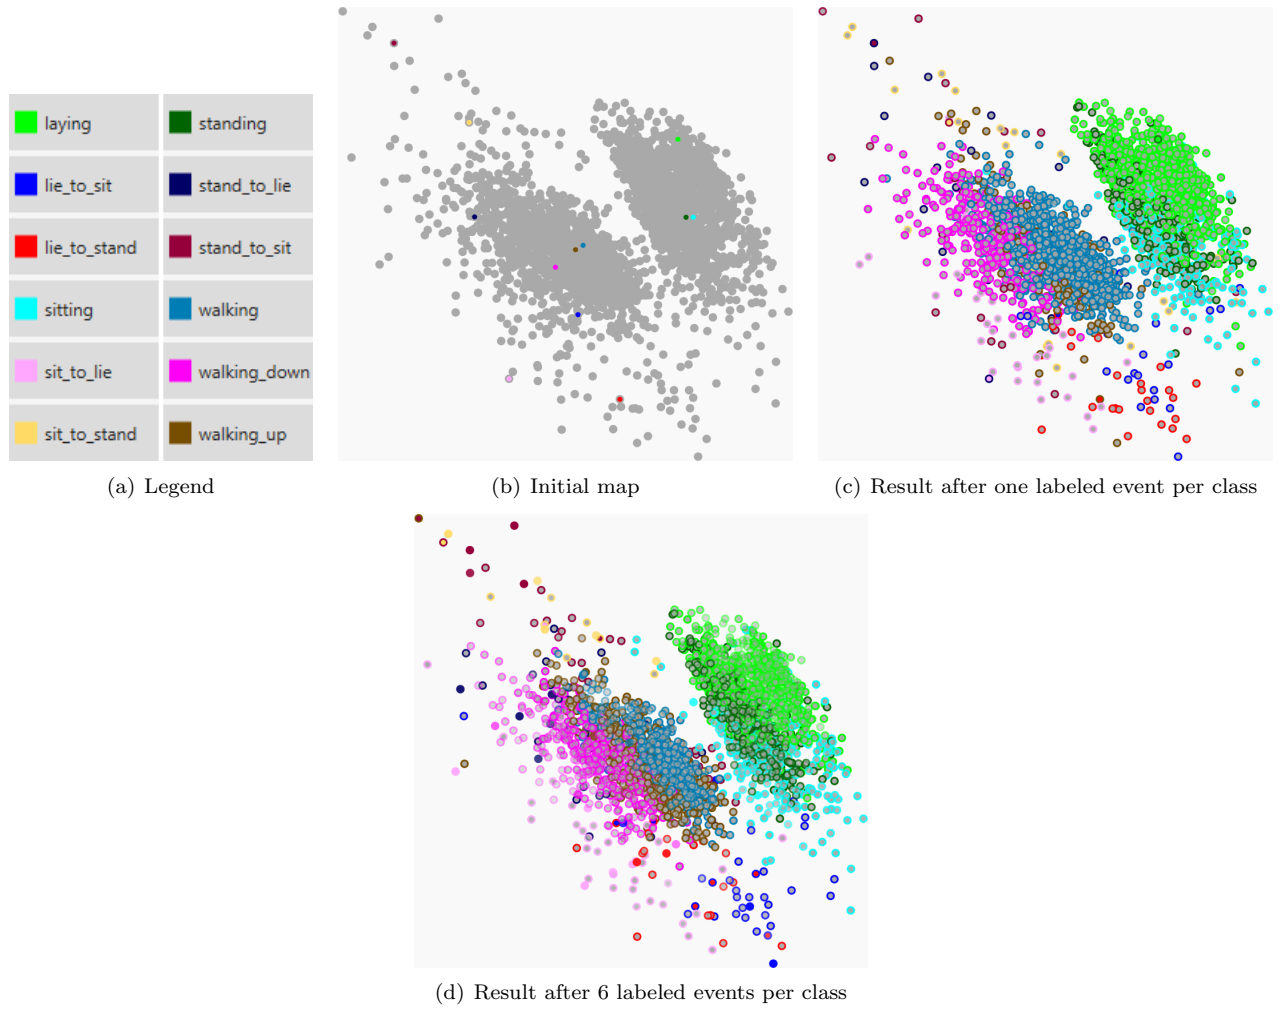 laying
standing
lie_to_sit
stand_to_lie
lie_to_stand
stand_to_sit
sitting
walking
sit_to_lie
walking_down
sit_to_stand
walking_up
(a) Legend
(b) Initial map
(c) Result after one labeled event per class
(d) Result after 6 labeled events per class